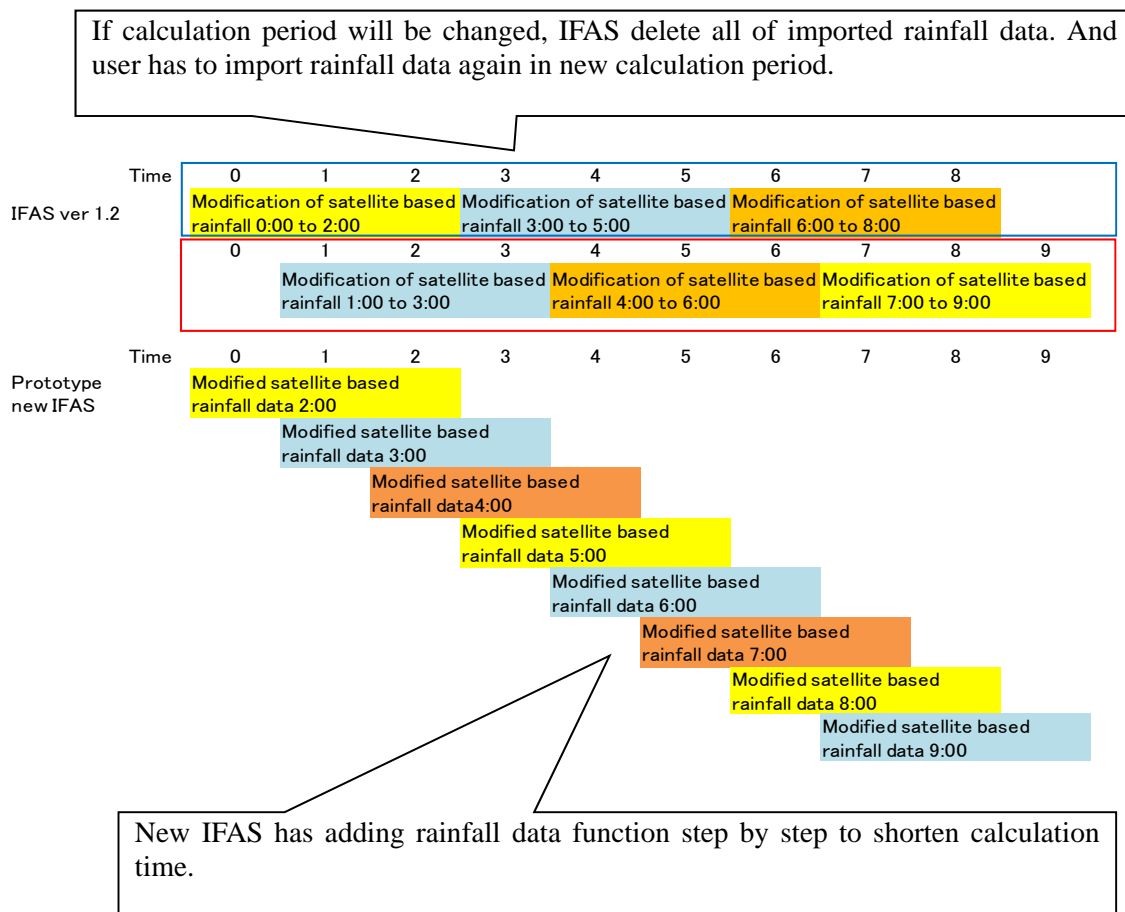 If calculation period will be changed, IFAS delete all of imported rainfall data. And
user has to import rainfall data again in new calculation period.
Time 0 1 2 3 4 5 6 7 8
IFAS ver 1.2
Modification of satellite based
rainfall 0:00 to 2:00
Modification of satellite based
rainfall 3:00 to 5:00
Modification of satellite based
rainfall 6:00 to 8:00
0 1 2 3 4 5 6 7 8 9
Modification of satellite based
rainfall 1:00 to 3:00
Modification of satellite based
rainfall 4:00 to 6:00
Modification of satellite based
rainfall 7:00 to 9:00
Time 0 1 2 3 4 5 6 7 8 9
Prototype
new IFAS
Modified satellite based
rainfall data 2:00
Modified satellite based
rainfall data 3:00
Modified satellite based
rainfall data4:00
Modified satellite based
rainfall data 5:00
Modified satellite based
rainfall data 6:00
Modified satellite based
rainfall data 7:00
Modified satellite based
rainfall data 8:00
Modified satellite based
rainfall data 9:00
New IFAS has adding rainfall data function step by step to shorten calculation
time.